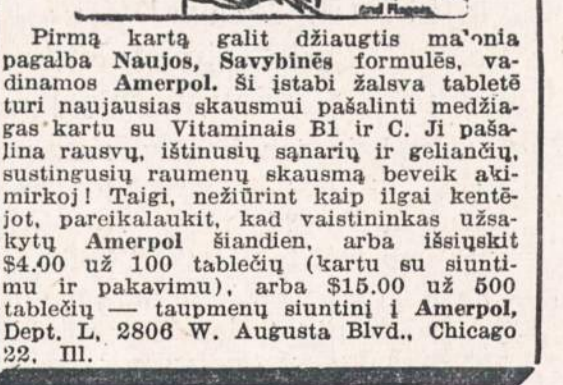 and Fingers
Pirmą kartą galit džiaugtis malonia
pagalba Naujos, Savybinės formulės, va-
dinamos Amerpol. Ši įstabi žalsva tabletė
turi naujausias skausmui pašalinti medžia-
gas kartu su Vitaminais B1 ir C. Ji paša-
lina rausvų, ištinusių sąnarių ir geliančių,
sustingusių raumenų skausmą beveik aki-
mirkoj! Taigi, nežiūrint kaip ilgai kentė-
jot, pareikalaukit, kad vaistininkas užsa-
kytų Amerpol šiandien, arba išsiųskit
$4.00 už 100 tablečių (kartu su siunti-
mu ir pakavimu), arba $15.00 už 500
tablečių — taupmenų siuntinį į Amerpol,
Dept. L, 2806 W. Augusta Blvd., Chicago
22, Ill.